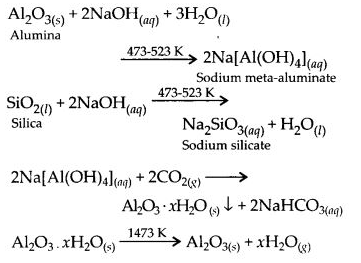 Al₂O₃(s) + 2NaOH(aq) + 3H₂O(l)
Alumina
473-523 K ⟶ 2Na[Al(OH)₄](aq)
Sodium meta-aluminate
SiO₂(l) + 2NaOH(aq) 473-523 K ⟶
Silica
Na₂SiO₃(aq) + H₂O(l)
Sodium silicate
2Na[Al(OH)₄](aq) + 2CO₂(g) ⟶
Al₂O₃·xH₂O(s) ↓ + 2NaHCO₃(aq)
Al₂O₃.xH₂O(s) 1473 K ⟶ Al₂O₃(s) + xH₂O(g)